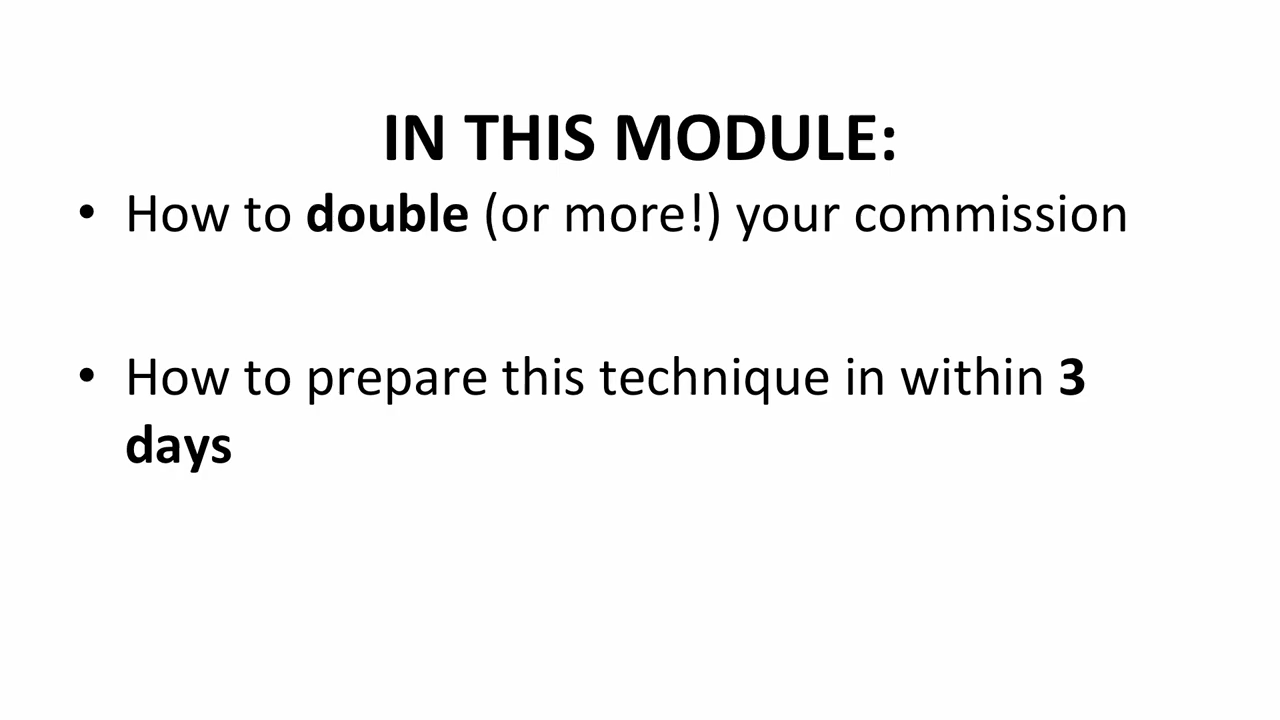 IN THIS MODULE:
• How to double (or more!) your commission
• How to prepare this technique in within 3
days